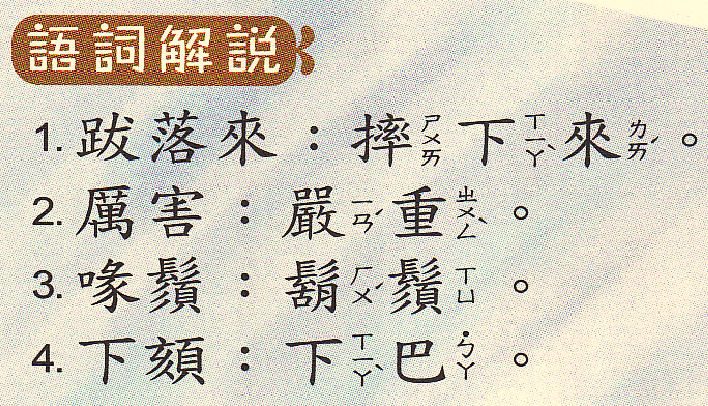 語詞解說
1. 跋落來：摔ㄕㄨㄞ下ㄒㄧㄚˋ來ㄌㄞˊ。
2. 厲害：嚴ㄧㄢˊ重ㄓㄨㄥˋ。
3. 喙鬚：鬍ㄏㄨˊ鬚ㄒㄩ。
4. 下頦：下ㄒㄧㄚˋ巴˙ㄅㄚ。